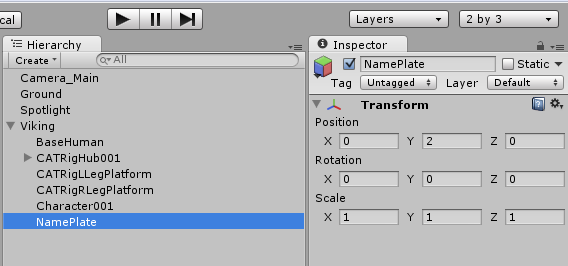 cal
Layers
2 by 3
Hierarchy
Create
All
Camera_Main
Ground
Spotlight
Viking
BaseHuman
CATRigHub001
CATRigLLegPlatform
CATRigRLegPlatform
Character001
NamePlate
Inspector
NamePlate
Static
Tag Untagged Layer Default
Transform
Position
X 0 Y 2 Z 0
Rotation
X 0 Y 0 Z 0
Scale
X 1 Y 1 Z 1